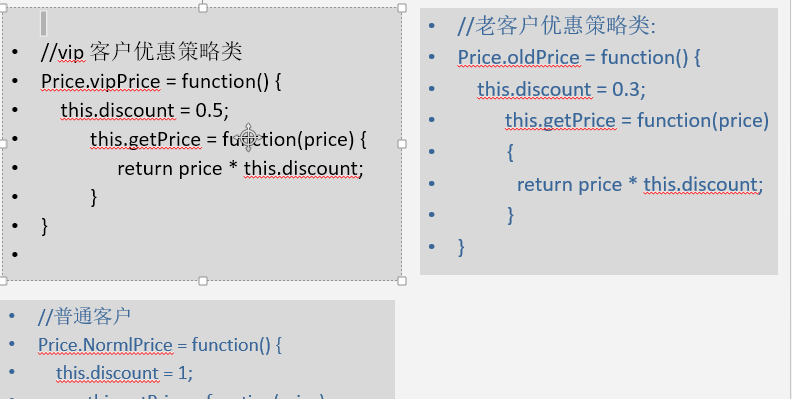 //vip 客户优惠策略类
Price.vipPrice = function() {
this.discount = 0.5;
this.getPrice = function(price) {
return price * this.discount;
}
}
//老客户优惠策略类:
Price.oldPrice = function() {
this.discount = 0.3;
this.getPrice = function(price)
{
return price * this.discount;
}
}
//普通客户
Price.NormlPrice = function() {
this.discount = 1;